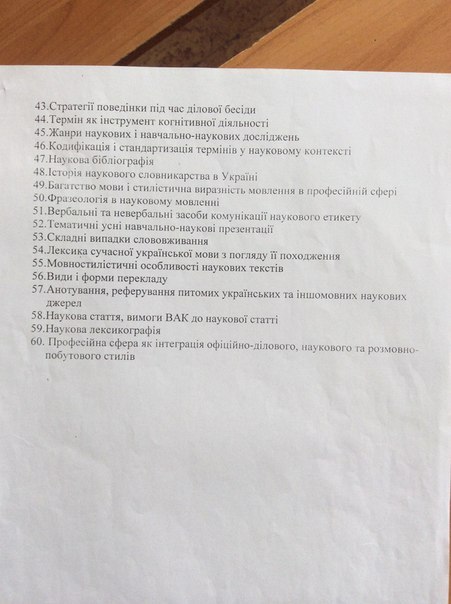 43.Стратегії поведінки під час ділової бесіди
44.Термін як інструмент когнітивної діяльності
45.Жанри наукових і навчально-наукових досліджень
46.Кодифікація і стандартизація термінів у науковому контексті
47.Наукова бібліографія
48.Історія наукового словникарства в Україні
49.Багатство мови і стилістична виразність мовлення в професійній сфері
50.Фразеологія в науковому мовленні
51.Вербальні та невербальні засоби комунікації наукового етикету
52.Тематичні усні навчально-наукові презентації
53.Складні випадки слововживання
54.Лексика сучасної української мови з погляду її походження
55.Мовностилістичні особливості наукових текстів
56.Види і форми перекладу
57.Анотування, реферування питомих українських та іншомовних наукових
джерел
58.Наукова стаття, вимоги ВАК до наукової статті
59.Наукова лексикографія
60. Професійна сфера як інтеграція офіційно-ділового, наукового та розмовно-
побутового стилів